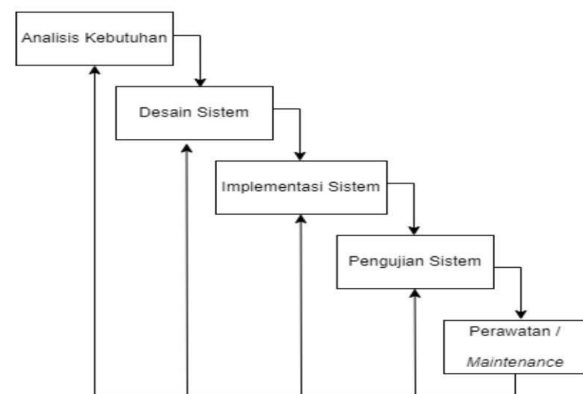 Analisis Kebutuhan
Desain Sistem
Implementasi Sistem
Pengujian Sistem
Perawatan /
Maintenance